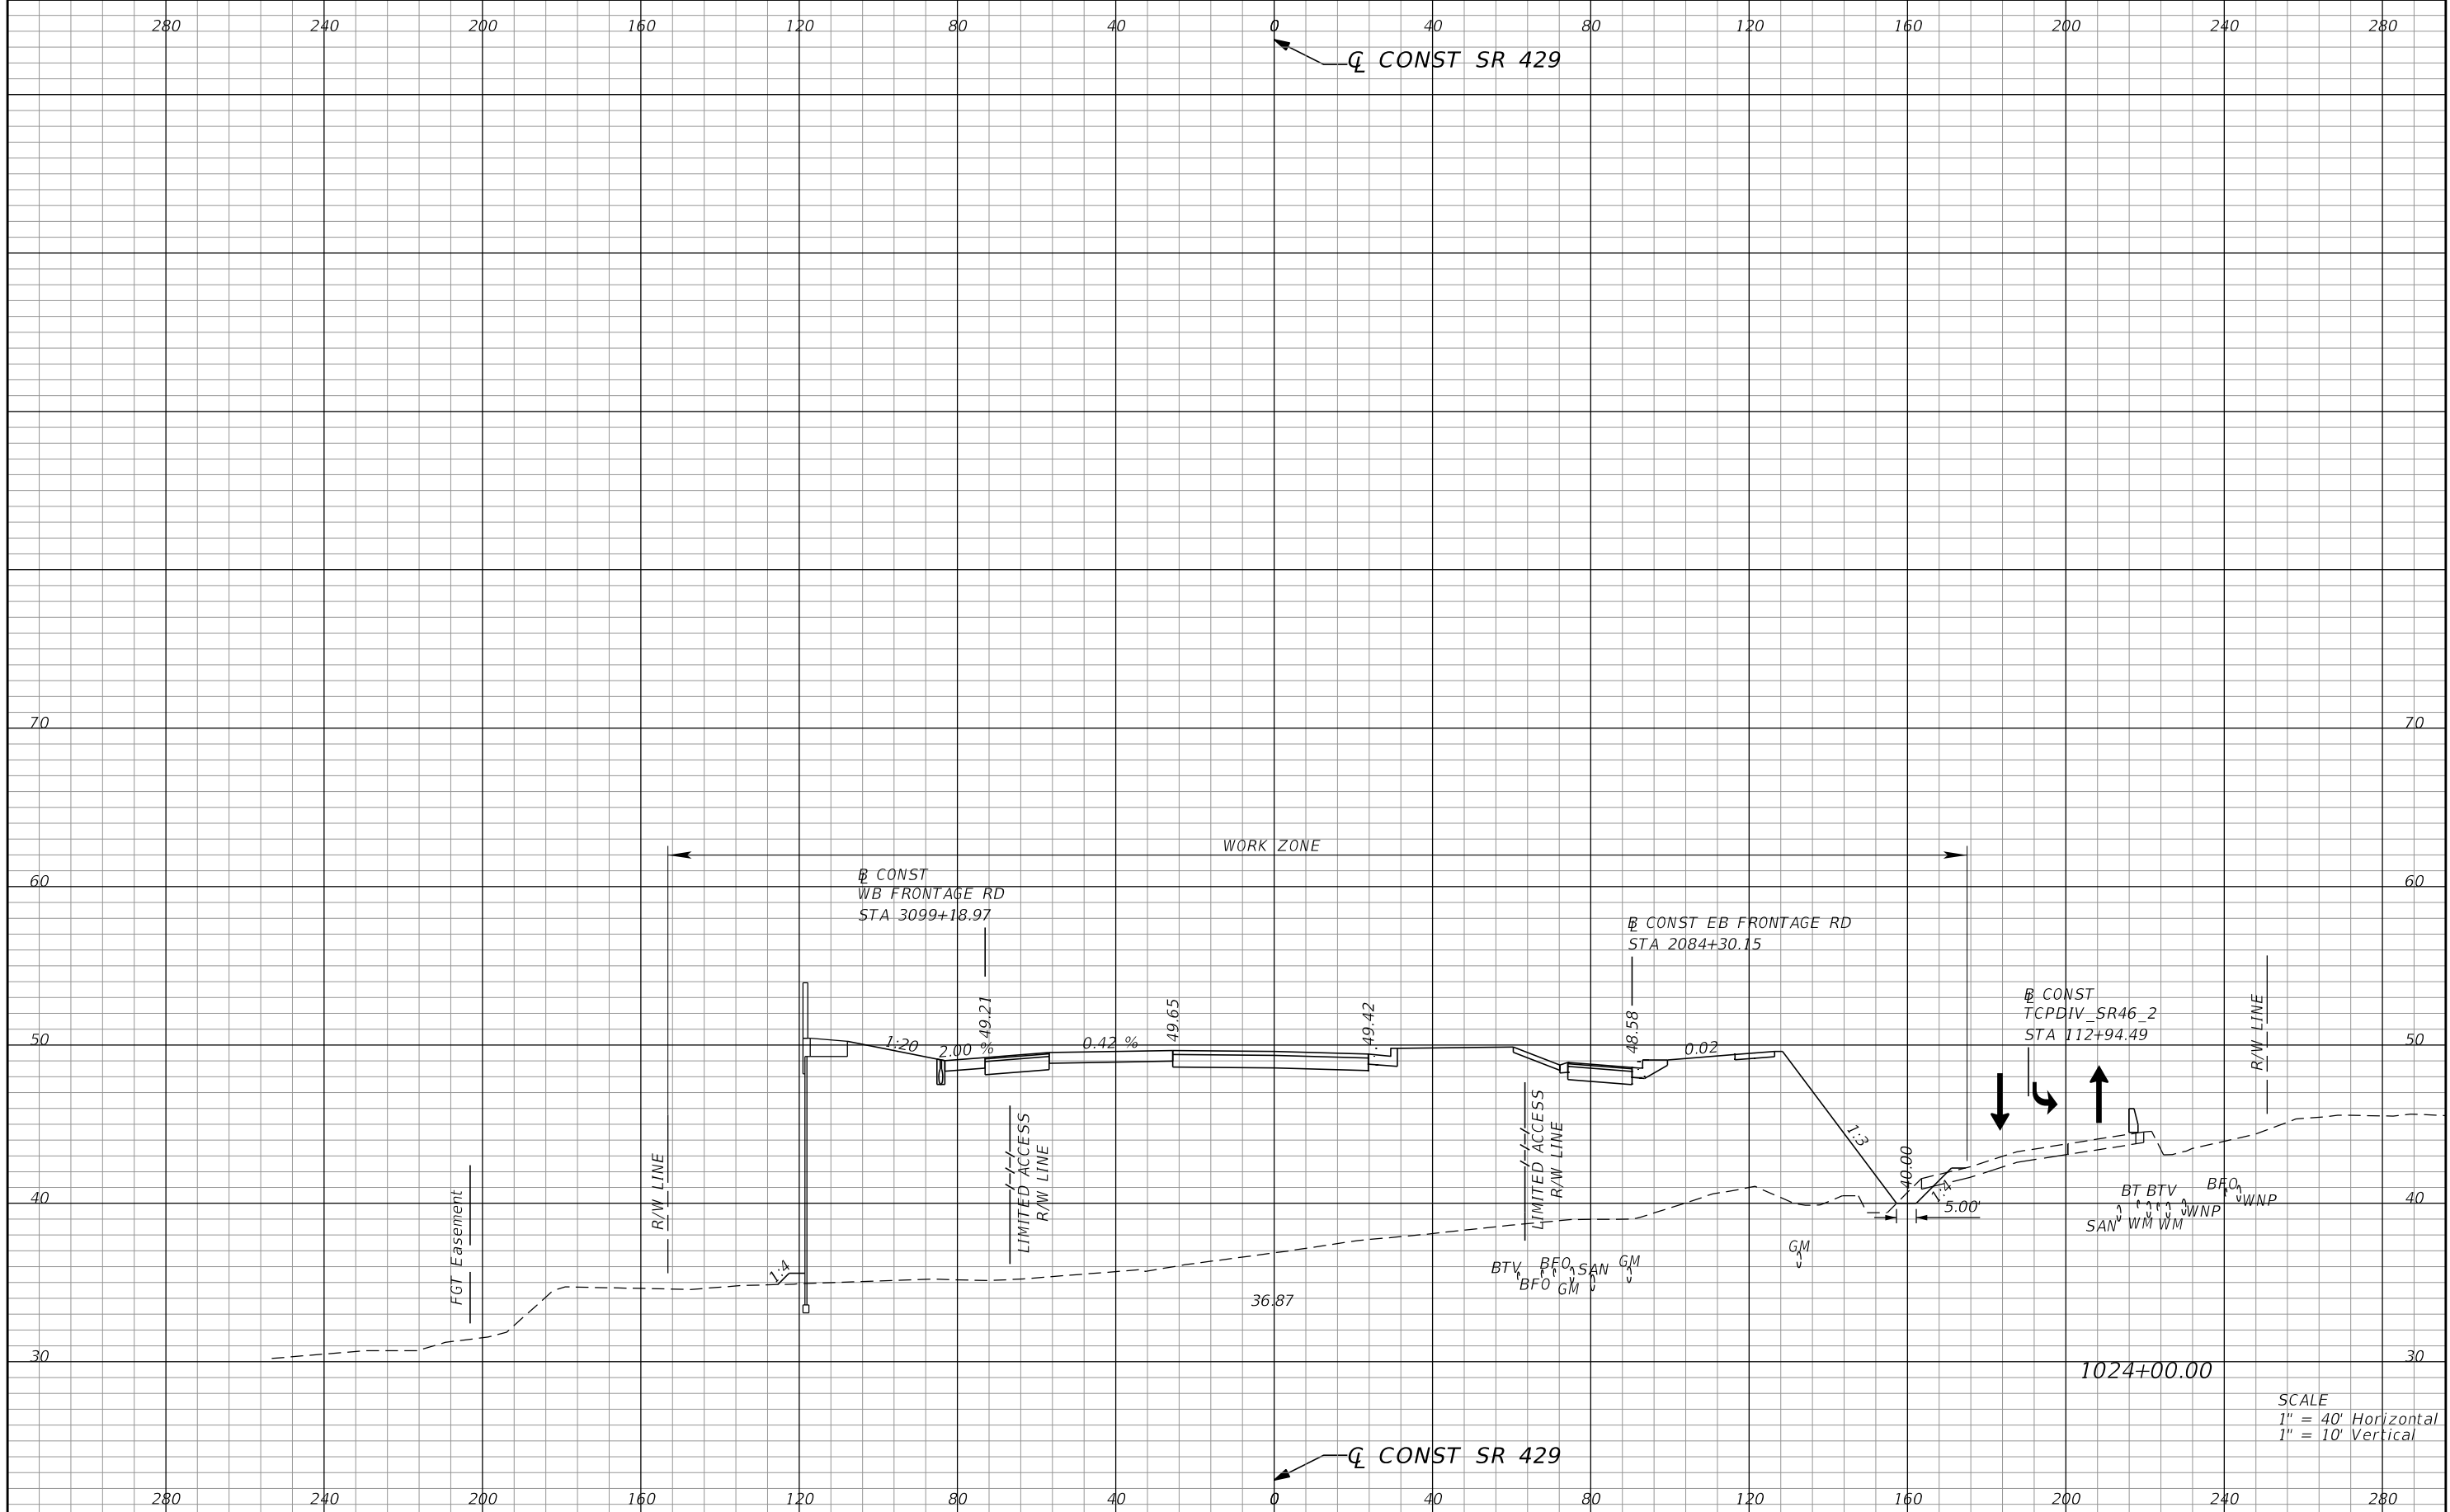 280 240 200 160 120 80 40 0 40 80 120 160 200 240 280
℄ CONST SR 429
70 70
WORK ZONE
60 60
B̲L CONST
WB FRONTAGE RD
STA 3099+18.97
B̲L CONST EB FRONTAGE RD
STA 2084+30.15
B̲L CONST
TCPDIV_SR46_2
STA 112+94.49
R/W LINE
50 50
1:20
2.00 %
49.21
0.42 %
49.65
49.42
48.58
0.02
1:3
40.00
1:4
5.00'
FGT Easement
R/W LINE
LIMITED ACCESS
R/W LINE
LIMITED ACCESS
R/W LINE
40 40
BT BTV
BFO
WNP
SAN WM WM WNP
1:4
BTV
BFO
BFO
GM
SAN
GM
GM
36.87
30 30
1024+00.00
SCALE
1" = 40' Horizontal
1" = 10' Vertical
℄ CONST SR 429
280 240 200 160 120 80 40 0 40 80 120 160 200 240 280